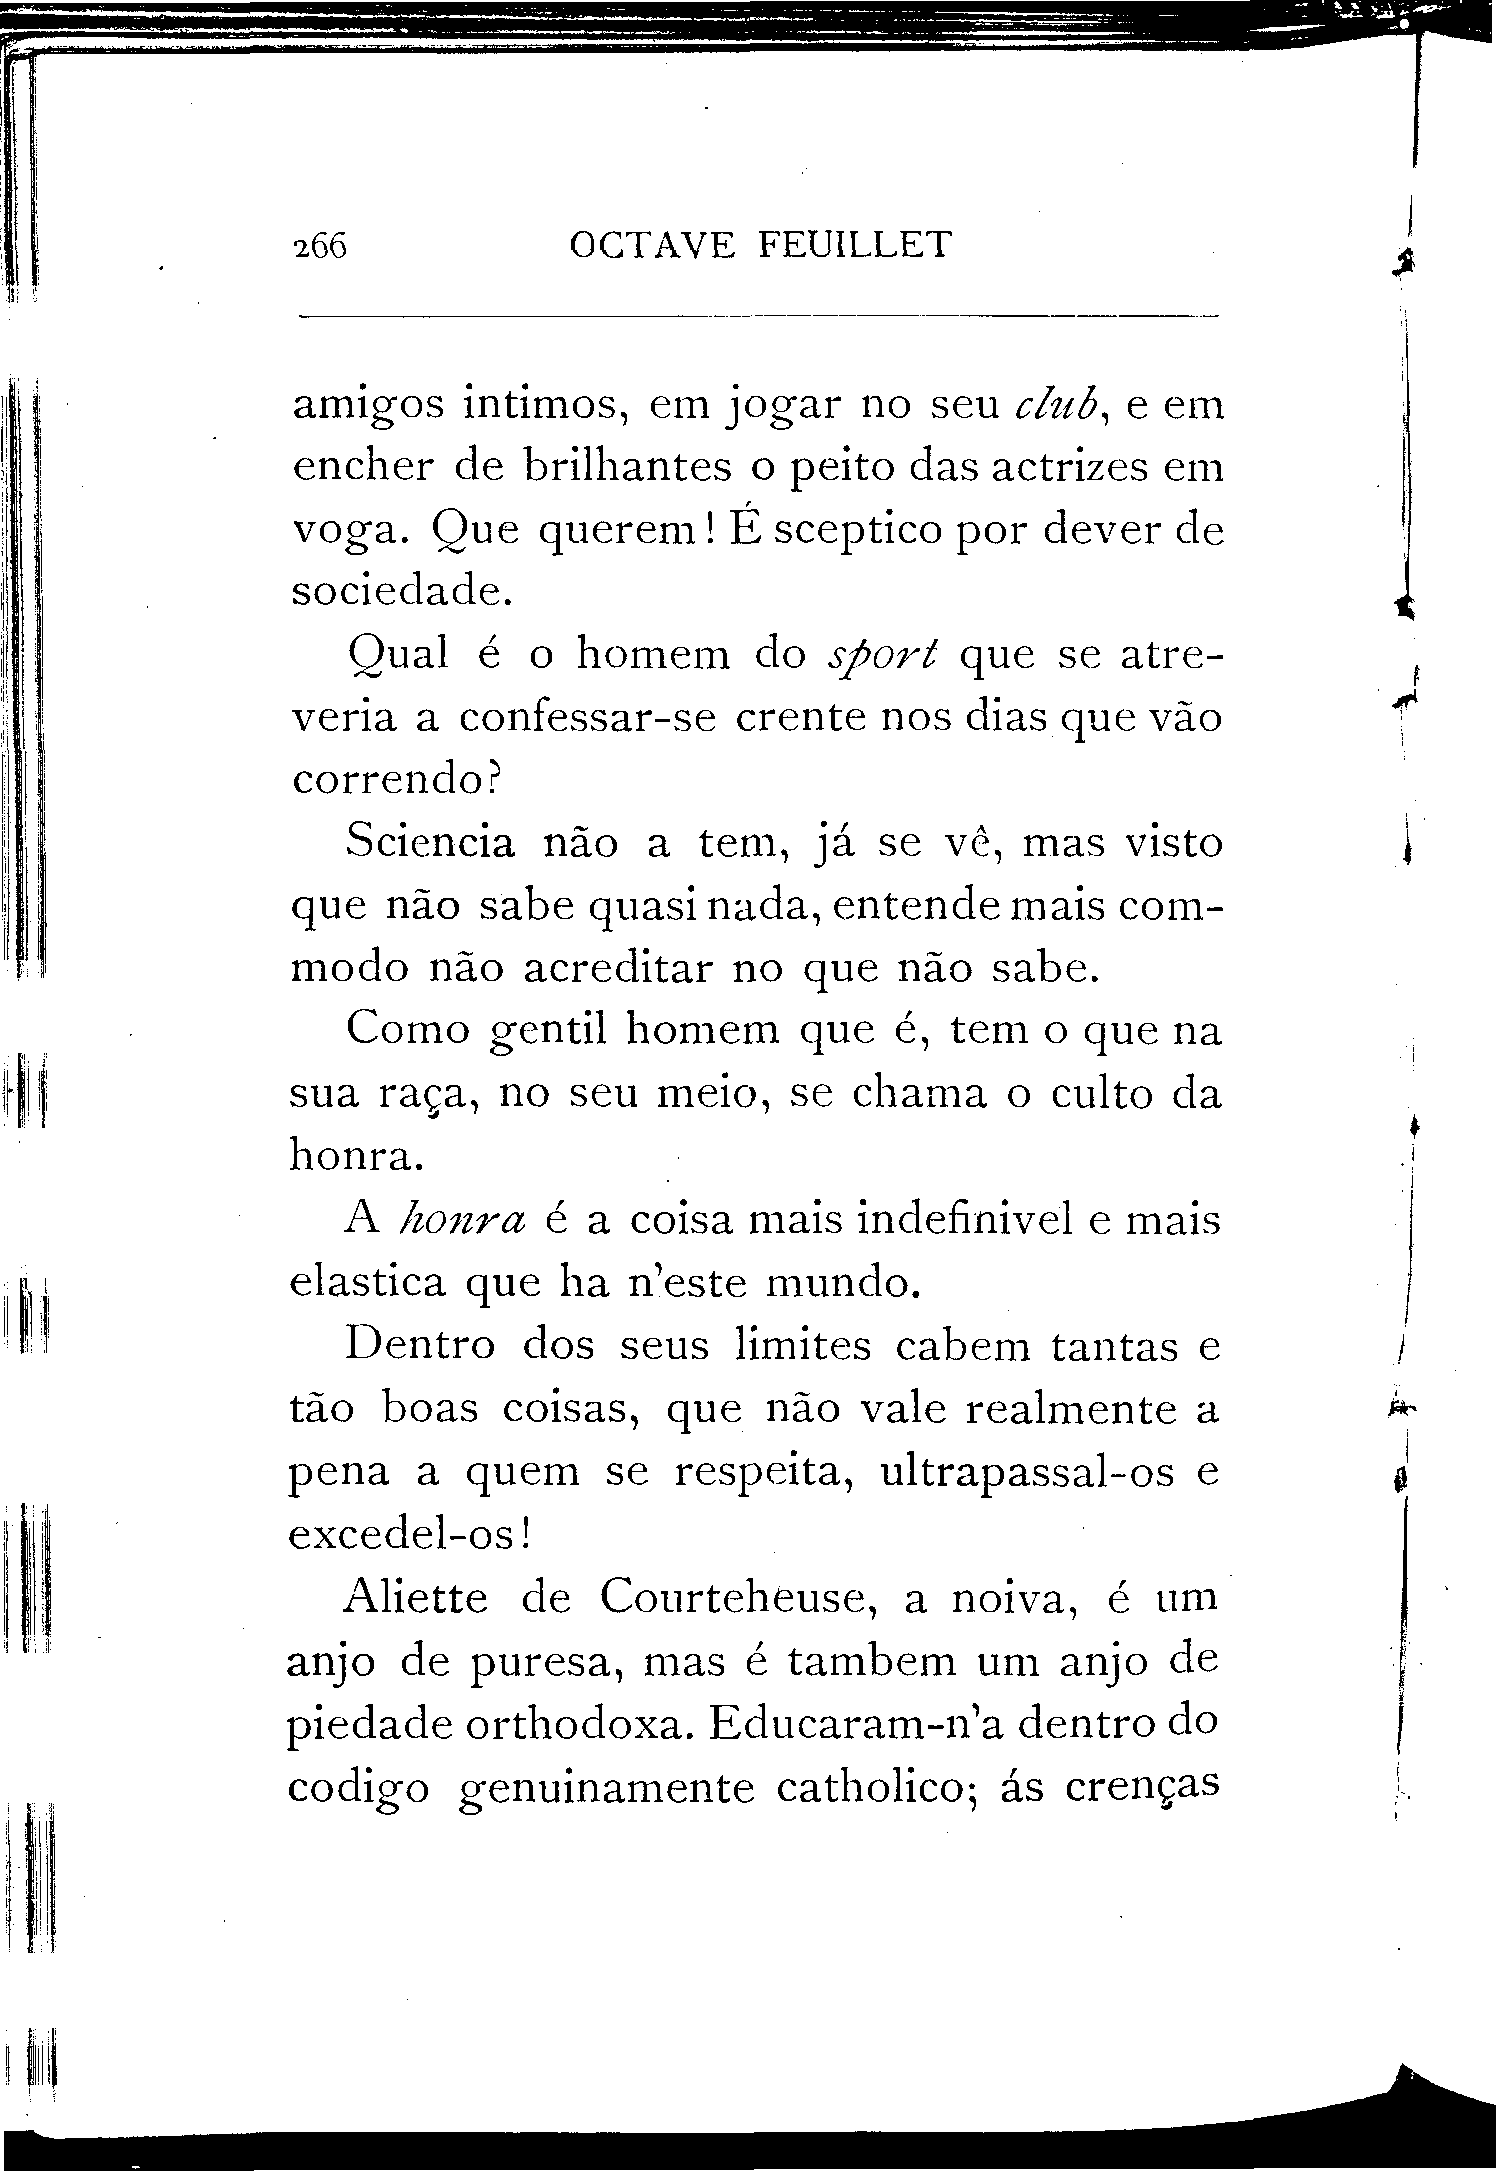 266 OCTAVE FEUILLET
amigos intimos, em jogar no seu club, e em
encher de brilhantes o peito das actrizes em
voga. Que querem! É sceptico por dever de
sociedade.
Qual é o homem do sport que se atre-
veria a confessar-se crente nos dias que vão
correndo?
Sciencia não a tem, já se vê, mas visto
que não sabe quasi nada, entende mais com-
modo não acreditar no que não sabe.
Como gentil homem que é, tem o que na
sua raça, no seu meio, se chama o culto da
honra.
A honra é a coisa mais indefinivel e mais
elastica que ha n'este mundo.
Dentro dos seus limites cabem tantas e
tão boas coisas, que não vale realmente a
pena a quem se respeita, ultrapassal-os e
excedel-os!
Aliette de Courteheuse, a noiva, é um
anjo de puresa, mas é tambem um anjo de
piedade orthodoxa. Educaram-n'a dentro do
codigo genuinamente catholico; ás crenças